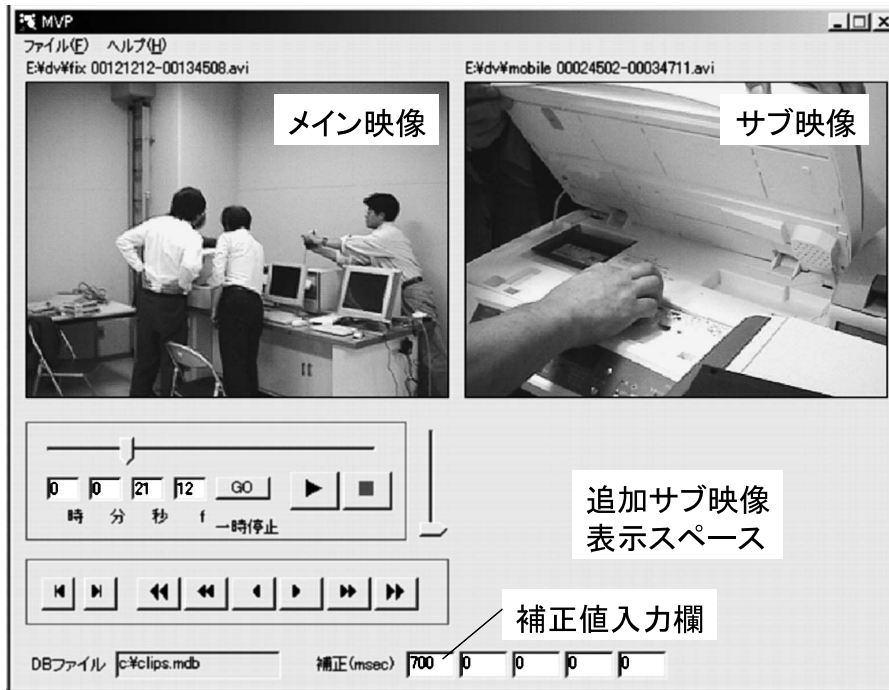 MVP
ファイル(F) ヘルプ(H)
E:¥dv¥fix 00121212-00134508.avi
E:¥dv¥mobile 00024502-00034711.avi
メイン映像
サブ映像
0 0 21 12 GO
時 分 秒 f
一時停止
追加サブ映像
表示スペース
補正値入力欄
DBファイル c:¥clips.mdb
補正(msec) 700 0 0 0 0